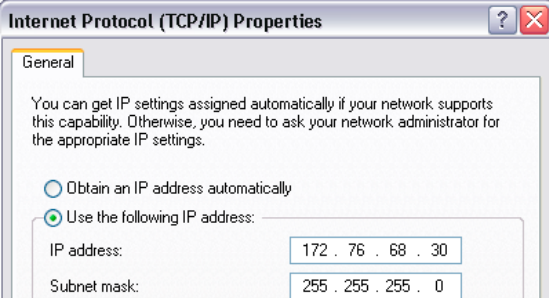 Internet Protocol (TCP/IP) Properties
General
You can get IP settings assigned automatically if your network supports
this capability. Otherwise, you need to ask your network administrator for
the appropriate IP settings.
Obtain an IP address automatically
Use the following IP address:
IP address: 172 . 76 . 68 . 30
Subnet mask: 255 . 255 . 255 . 0